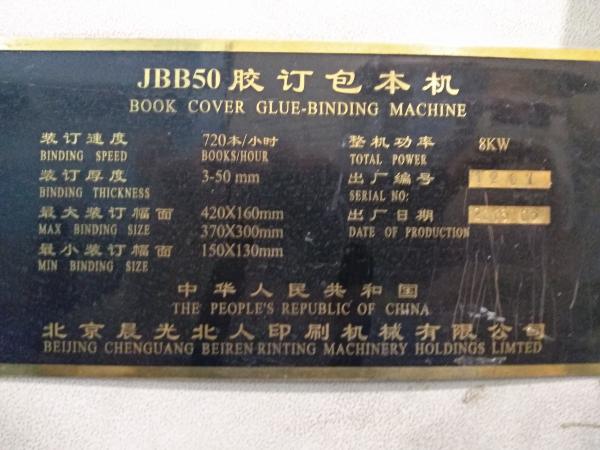 JBB50 胶订包本机
BOOK COVER GLUE-BINDING MACHINE
装订速度 720本/小时 整机功率 8KW
BINDING SPEED BOOKS/HOUR TOTAL POWER
装订厚度 3-50 mm 出厂编号
BINDING THICKNESS SERIAL NO:
最大装订幅面 420X160mm 出厂日期
MAX BINDING SIZE 370X300mm DATE OF PRODUCTION
最小装订幅面 150X130mm
MIN BINDING SIZE
中华人民共和国
THE PEOPLE'S REPUBLIC OF CHINA
北京晨光北人印刷机械有限公司
BEIJING CHENGUANG BEIREN RINTING MACHINERY HOLDINGS LIMTED